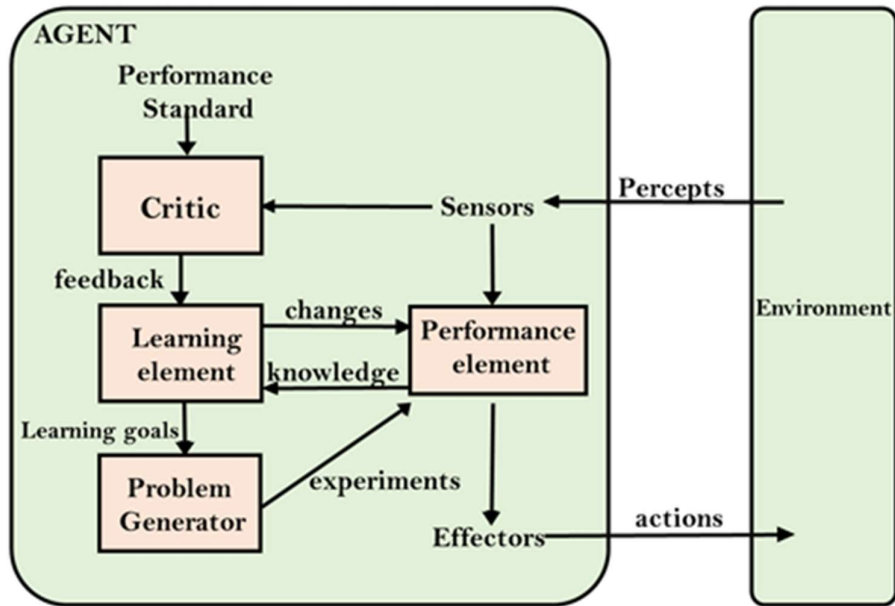 AGENT
Performance
Standard
Critic
Sensors
Percepts
feedback
changes
Learning
element
Performance
element
Environment
knowledge
Learning goals
experiments
Problem
Generator
Effectors
actions